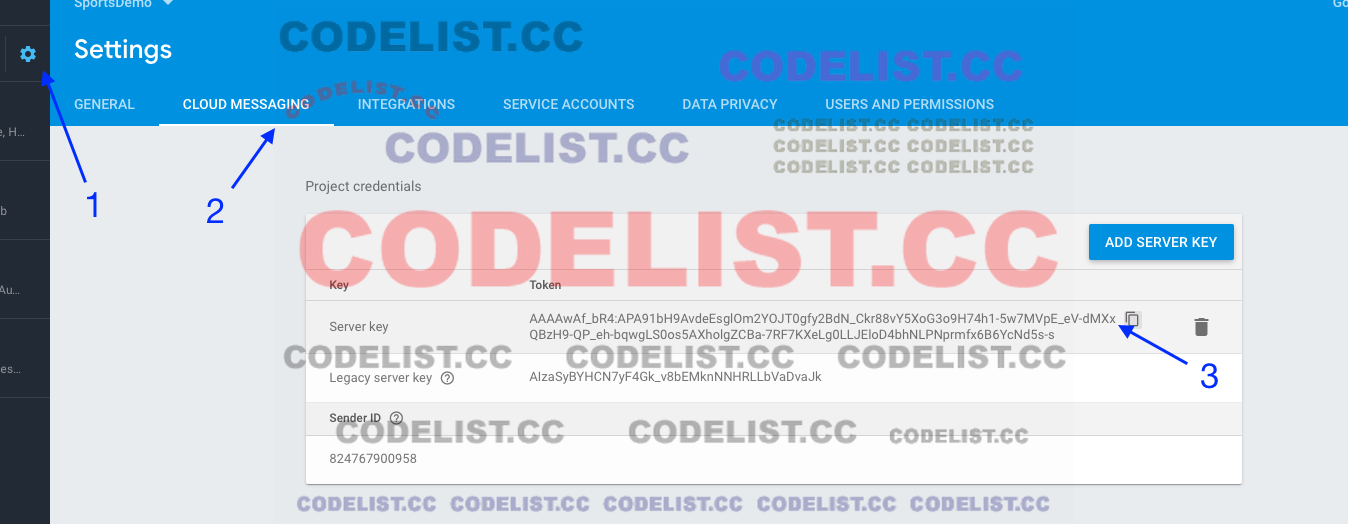 SportsDemo
Go
CODELIST.CC
Settings
CODELIST.CC
GENERAL CLOUD MESSAGING INTEGRATIONS SERVICE ACCOUNTS DATA PRIVACY USERS AND PERMISSIONS
CODELIST.CC
CODELIST.CC CODELIST.CC
e, H...
CODELIST.CC
CODELIST.CC CODELIST.CC
CODELIST.CC CODELIST.CC
Project credentials
1
2
b
CODELIST.CC
ADD SERVER KEY
Key Token
Au...
Server key
AAAAwAf_bR4:APA91bH9AvdeEsglOm2YOJT0gfy2BdN_Ckr88vY5XoG3o9H74h1-5w7MVpE_eV-dMXx
QBzH9-QP_eh-bqwgLS0os5AXholgZCBa-7RF7KXeLg0LLJEloD4bhNLPNprmfx6B6YcNd5s-s
CODELIST.CC CODELIST.CC CODELIST.CC
es...
Legacy server key ? AIzaSyBYHCN7yF4Gk_v8bEMknNNHRLLbVaDvaJk
3
Sender ID ?
CODELIST.CC CODELIST.CC CODELIST.CC
824767900958
CODELIST.CC CODELIST.CC CODELIST.CC CODELIST.CC CODELIST.CC